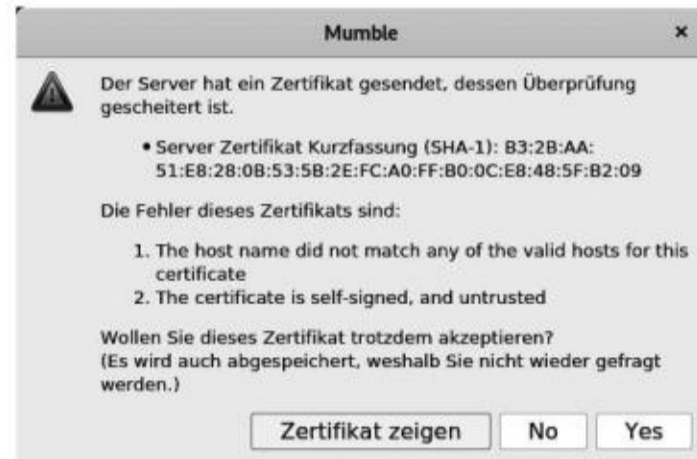 Mumble ×
Der Server hat ein Zertifikat gesendet, dessen Überprüfung
gescheitert ist.
• Server Zertifikat Kurzfassung (SHA-1): B3:2B:AA:
51:E8:28:0B:53:5B:2E:FC:A0:FF:B0:0C:E8:48:5F:B2:09
Die Fehler dieses Zertifikats sind:
1. The host name did not match any of the valid hosts for this
certificate
2. The certificate is self-signed, and untrusted
Wollen Sie dieses Zertifikat trotzdem akzeptieren?
(Es wird auch abgespeichert, weshalb Sie nicht wieder gefragt
werden.)
Zertifikat zeigen No Yes